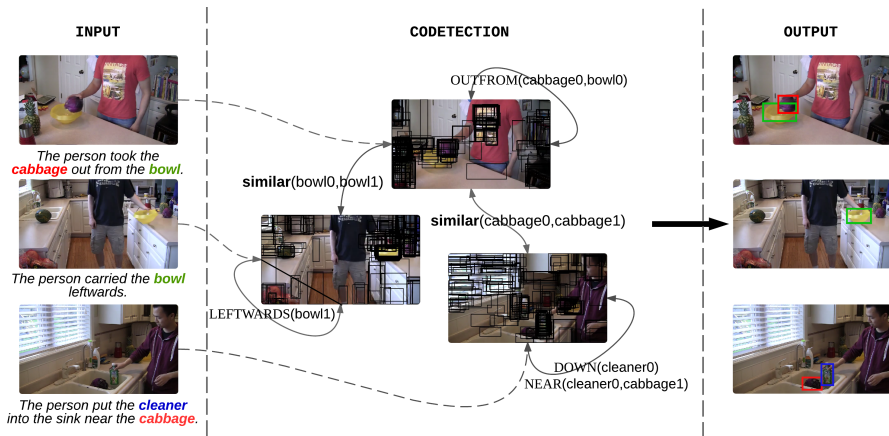 INPUT
CODETECTION
OUTPUT
The person took the
cabbage out from the bowl.
The person carried the bowl
leftwards.
The person put the cleaner
into the sink near the cabbage.
OUTFROM(cabbage0,bowl0)
similar(bowl0,bowl1)
similar(cabbage0,cabbage1)
LEFTWARDS(bowl1)
DOWN(cleaner0)
NEAR(cleaner0,cabbage1)